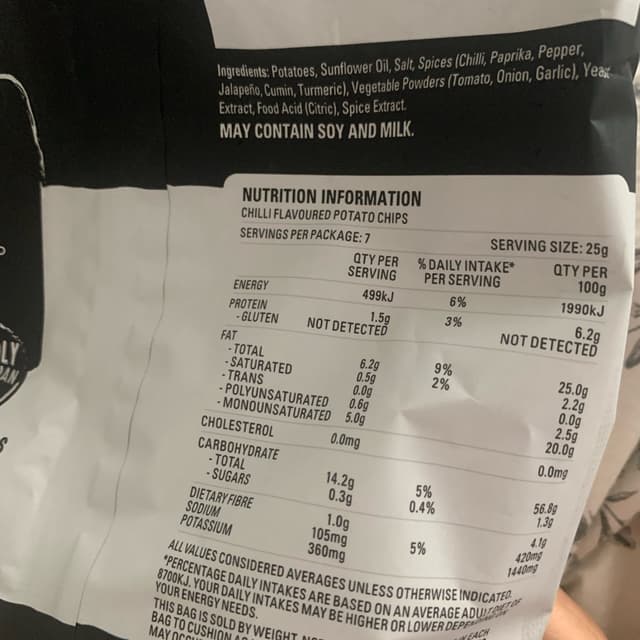 Ingredients: Potatoes, Sunflower Oil, Salt, Spices (Chilli, Paprika, Pepper,
Jalapeño, Cumin, Turmeric), Vegetable Powders (Tomato, Onion, Garlic), Yeast
Extract, Food Acid (Citric), Spice Extract.
MAY CONTAIN SOY AND MILK.
NUTRITION INFORMATION
CHILLI FLAVOURED POTATO CHIPS
SERVINGS PER PACKAGE: 7 SERVING SIZE: 25g
QTY PER SERVING % DAILY INTAKE* PER SERVING QTY PER 100g
ENERGY 499kJ 6% 1990kJ
PROTEIN 1.5g 3% 6.2g
- GLUTEN NOT DETECTED NOT DETECTED
FAT
- TOTAL 6.2g 9% 25.0g
- SATURATED 0.5g 2% 2.2g
- TRANS 0.0g 0.0g
- POLYUNSATURATED 0.6g 2.5g
- MONOUNSATURATED 5.0g 20.0g
CHOLESTEROL 0.0mg 0.0mg
CARBOHYDRATE
- TOTAL 14.2g 5% 56.8g
- SUGARS 0.3g 0.4% 1.3g
DIETARY FIBRE 1.0g 4.1g
SODIUM 105mg 5% 420mg
POTASSIUM 360mg 1440mg
ALL VALUES CONSIDERED AVERAGES UNLESS OTHERWISE INDICATED.
*PERCENTAGE DAILY INTAKES ARE BASED ON AN AVERAGE ADULT DIET OF
8700KJ. YOUR DAILY INTAKES MAY BE HIGHER OR LOWER
YOUR ENERGY NEEDS.
THIS BAG IS SOLD BY WEIGHT
BAG TO CUSHION
MAY
EACH
LY